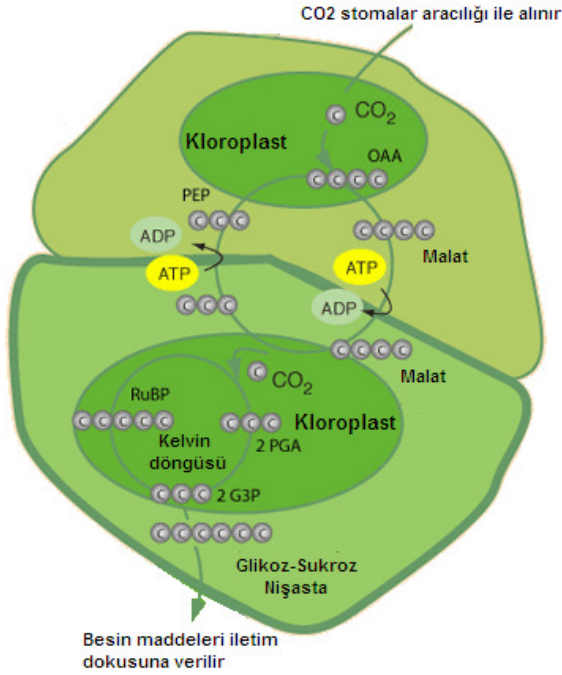 CO2 stomalar aracılığı ile alınır
C CO2
Kloroplast
OAA
C C C C
PEP
C C C
C C C C
ADP
Malat
ATP
ATP
C C C
ADP
C C C C
C CO2
Malat
RuBP
C C C C C
C C C
Kloroplast
Kelvin
döngüsü
2 PGA
C C C
2 G3P
C C C C C C
Glikoz-Sukroz
Nişasta
Besin maddeleri iletim
dokusuna verilir